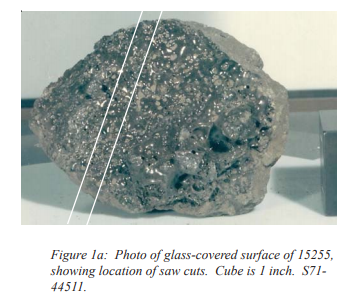 Figure 1a: Photo of glass-covered surface of 15255,
showing location of saw cuts. Cube is 1 inch. S71-
44511.